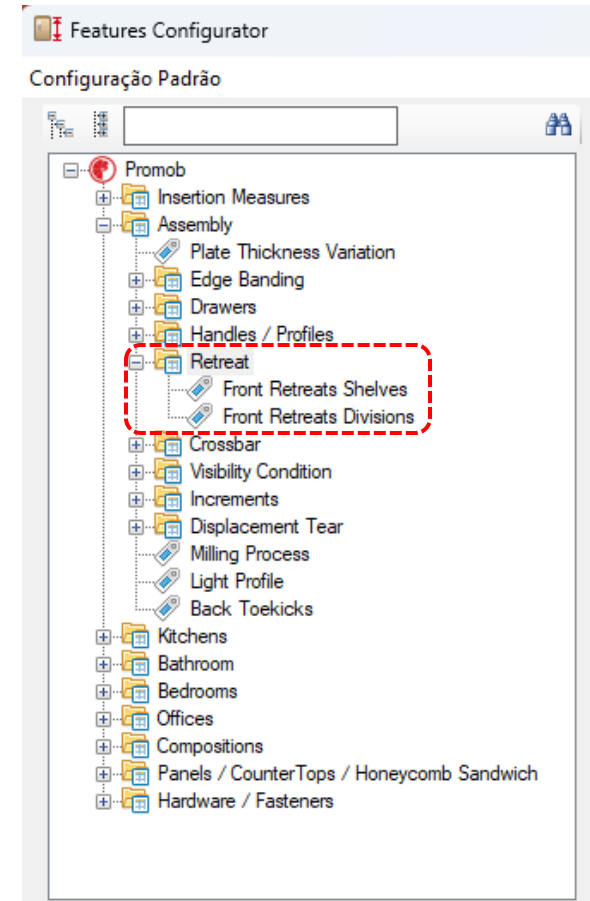 Features Configurator
Configuração Padrão
Promob
Insertion Measures
Assembly
Plate Thickness Variation
Edge Banding
Drawers
Handles / Profiles
Retreat
Front Retreats Shelves
Front Retreats Divisions
Crossbar
Visibility Condition
Increments
Displacement Tear
Milling Process
Light Profile
Back Toekicks
Kitchens
Bathroom
Bedrooms
Offices
Compositions
Panels / CounterTops / Honeycomb Sandwich
Hardware / Fasteners